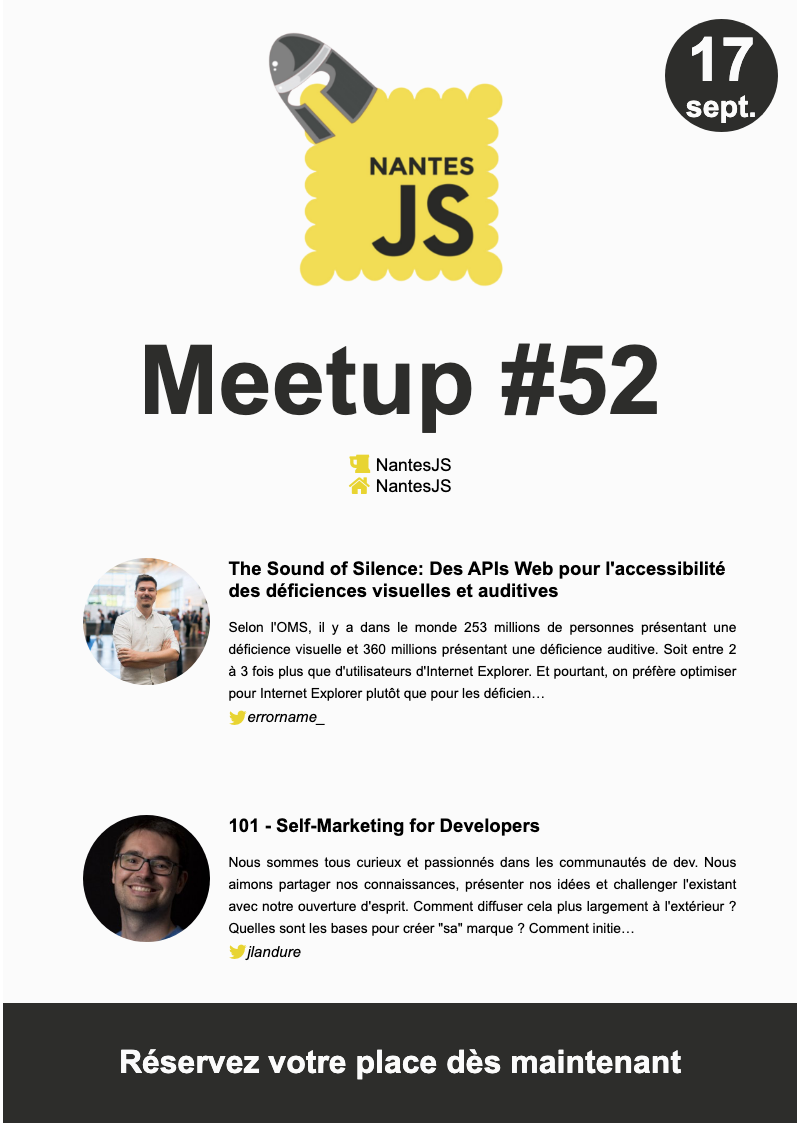 17
sept.
NANTES
JS
Meetup #52
NantesJS
NantesJS
The Sound of Silence: Des APIs Web pour l'accessibilité
des déficiences visuelles et auditives
Selon l'OMS, il y a dans le monde 253 millions de personnes présentant une
déficience visuelle et 360 millions présentant une déficience auditive. Soit entre 2
à 3 fois plus que d'utilisateurs d'Internet Explorer. Et pourtant, on préfère optimiser
pour Internet Explorer plutôt que pour les déficien…
errorname_
101 - Self-Marketing for Developers
Nous sommes tous curieux et passionnés dans les communautés de dev. Nous
aimons partager nos connaissances, présenter nos idées et challenger l'existant
avec notre ouverture d'esprit. Comment diffuser cela plus largement à l'extérieur ?
Quelles sont les bases pour créer "sa" marque ? Comment initie…
jlandure
Réservez votre place dès maintenant